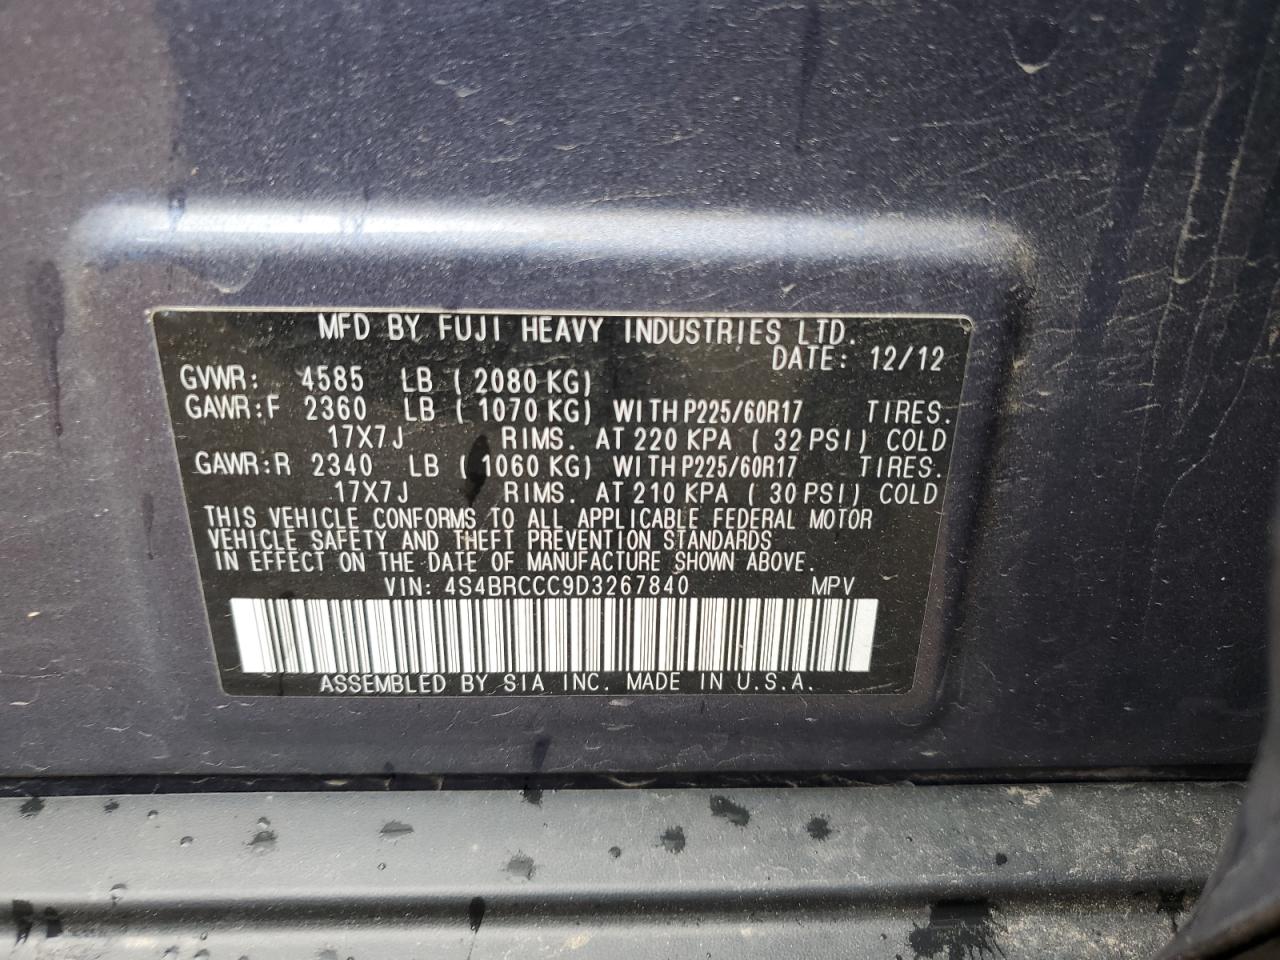 MFD BY FUJI HEAVY INDUSTRIES LTD.
DATE: 12/12
GVWR: 4585 LB ( 2080 KG)
GAWR:F 2360 LB ( 1070 KG) WITH P225/60R17 TIRES.
17X7J RIMS. AT 220 KPA ( 32 PSI) COLD
GAWR:R 2340 LB ( 1060 KG) WITH P225/60R17 TIRES.
17X7J RIMS. AT 210 KPA ( 30 PSI) COLD
THIS VEHICLE CONFORMS TO ALL APPLICABLE FEDERAL MOTOR
VEHICLE SAFETY AND THEFT PREVENTION STANDARDS
IN EFFECT ON THE DATE OF MANUFACTURE SHOWN ABOVE.
VIN: 4S4BRCCC9D3267840 MPV
ASSEMBLED BY SIA INC. MADE IN U.S.A.